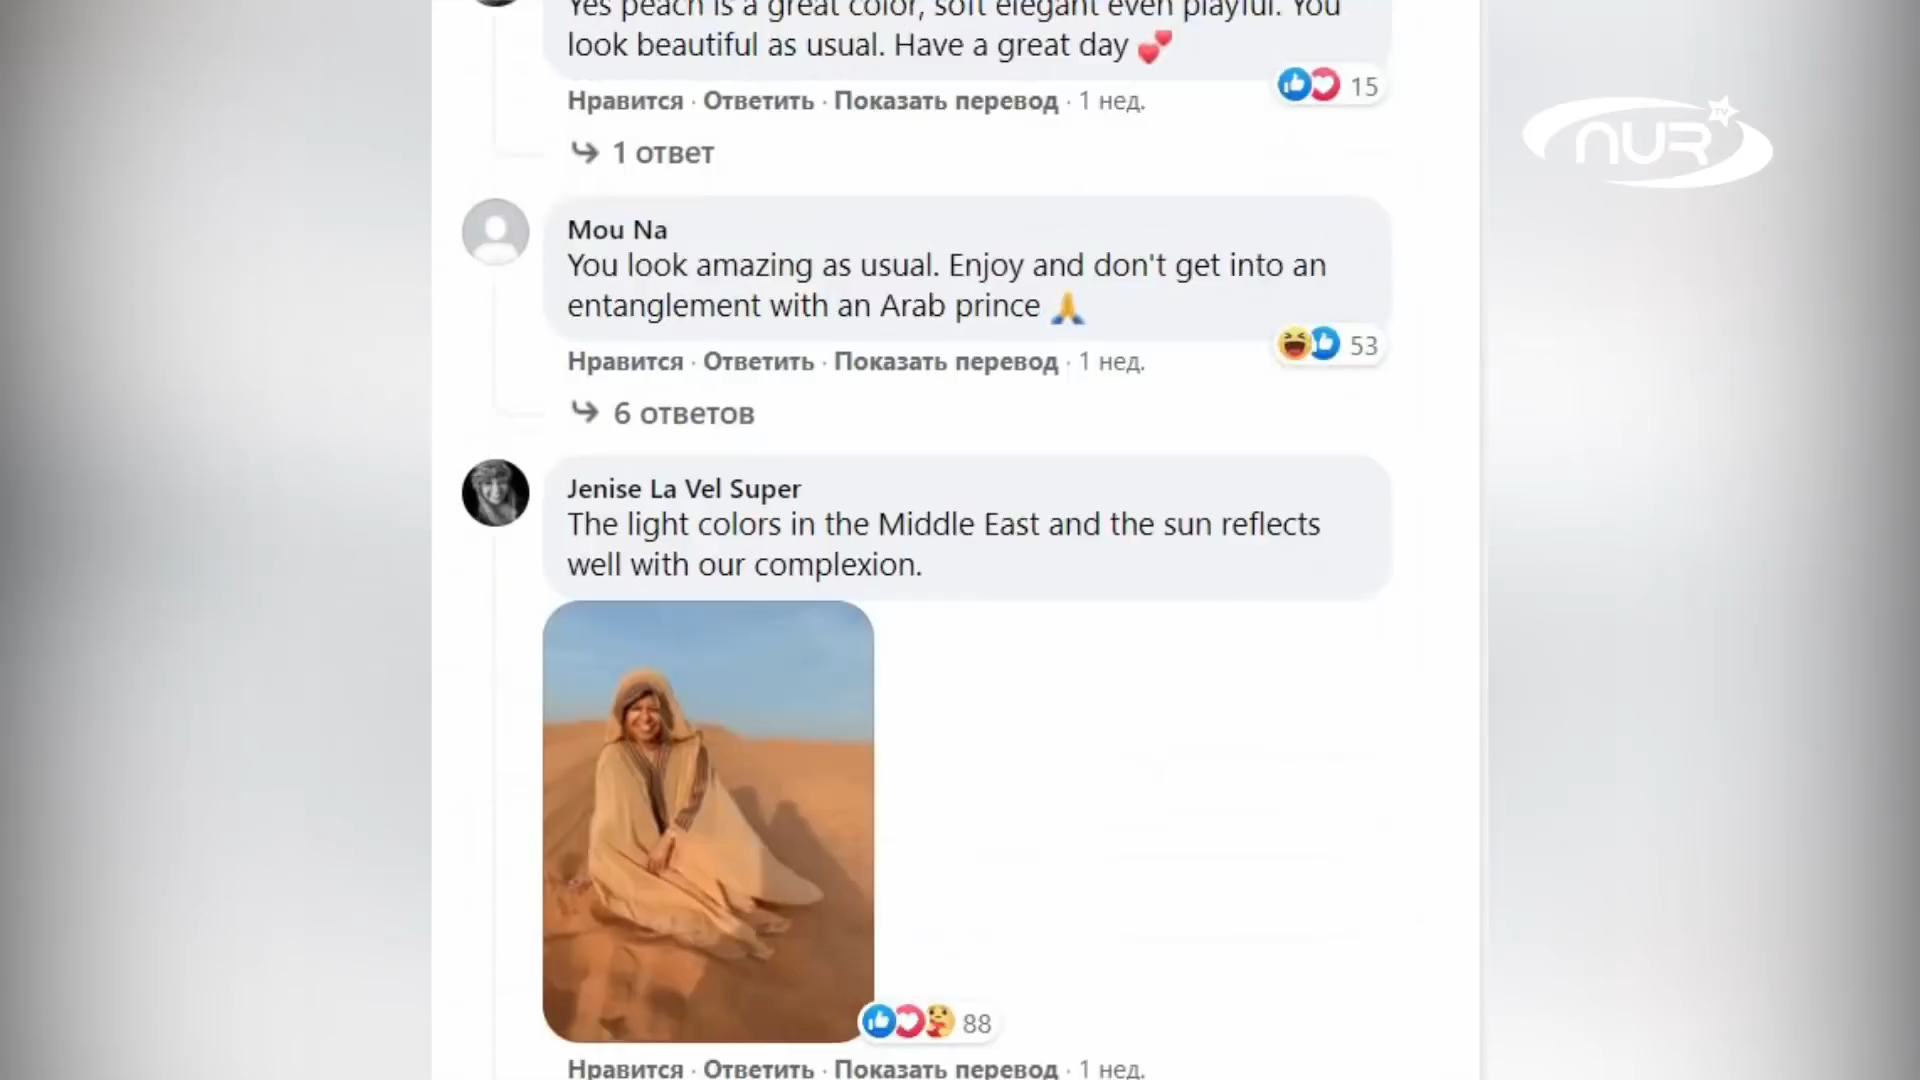 Yes peach is a great color, soft elegant even playful. You
look beautiful as usual. Have a great day 💕
15
Нравится · Ответить · Показать перевод · 1 нед.
1 ответ
NUR TV
Mou Na
You look amazing as usual. Enjoy and don't get into an
entanglement with an Arab prince 🙏
53
Нравится · Ответить · Показать перевод · 1 нед.
6 ответов
Jenise La Vel Super
The light colors in the Middle East and the sun reflects
well with our complexion.
88
Нравится · Ответить · Показать перевод · 1 нед.